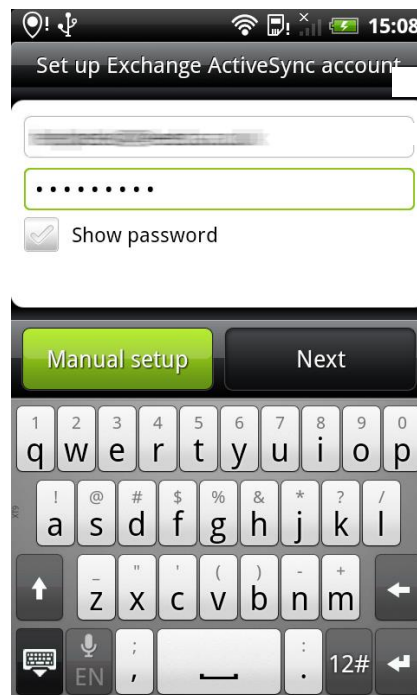 15:08
Set up Exchange ActiveSync account
•••••••••
Show password
Manual setup
Next
1 2 3 4 5 6 7 8 9 0
q w e r t y u i o p
! @ # $ % & * ? /
a s d f g h j k l
_ " ' ( ) - +
z x c v b n m
; :
EN , . 12#